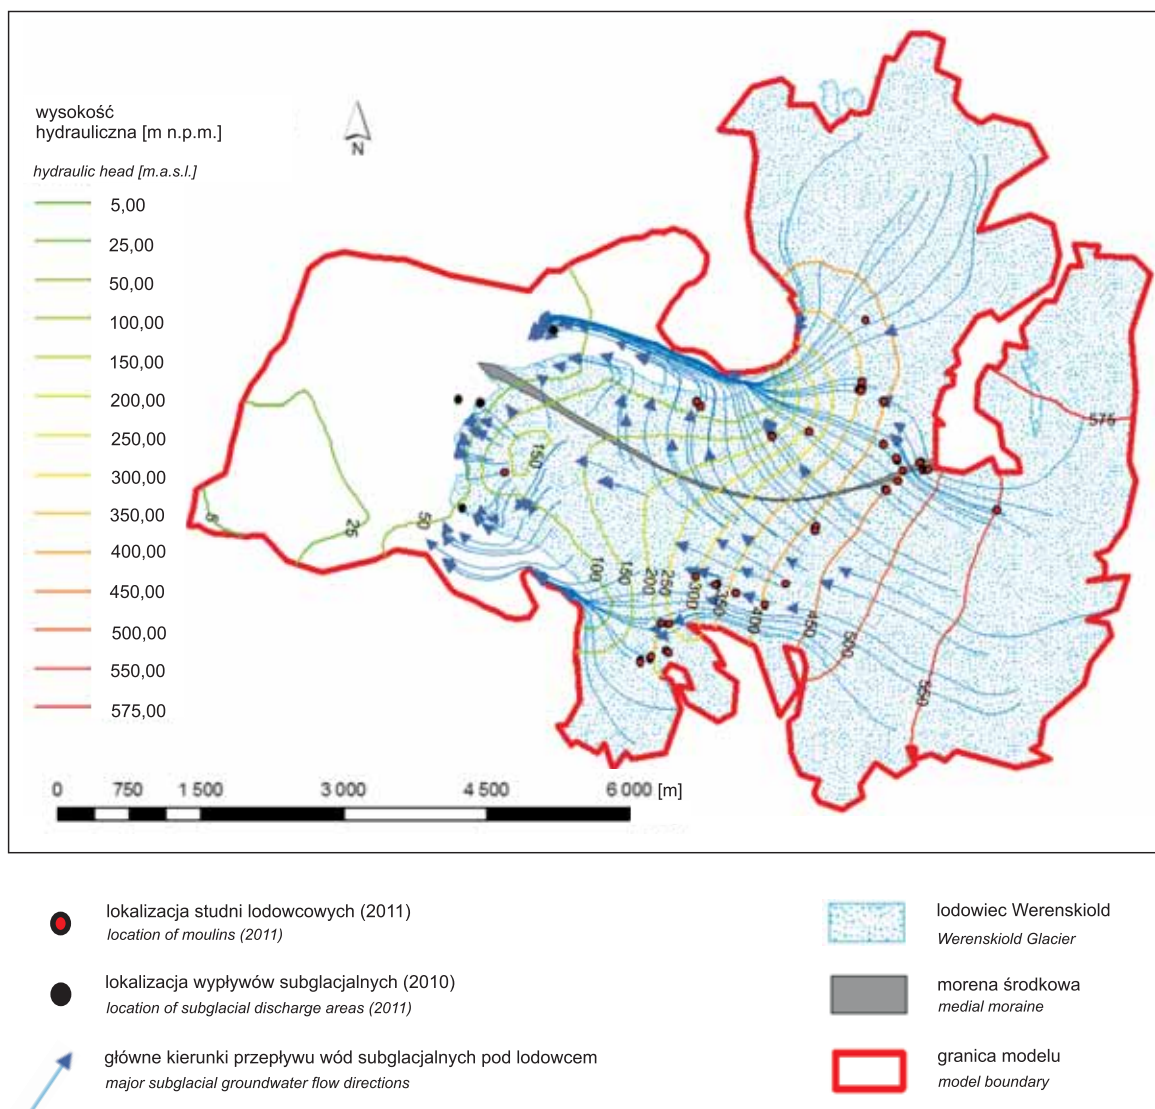 wysokość
hydrauliczna [m n.p.m.]
hydraulic head [m.a.s.l.]
5,00
25,00
50,00
100,00
150,00
200,00
250,00
300,00
350,00
400,00
450,00
500,00
550,00
575,00
N
575
150
25
50
100
150
200
250
300
350
400
450
500
550
0 750 1 500 3 000 4 500 6 000 [m]
lokalizacja studni lodowcowych (2011)
location of moulins (2011)
lokalizacja wypływów subglacjalnych (2010)
location of subglacial discharge areas (2011)
główne kierunki przepływu wód subglacjalnych pod lodowcem
major subglacial groundwater flow directions
lodowiec Werenskiold
Werenskiold Glacier
morena środkowa
medial moraine
granica modelu
model boundary